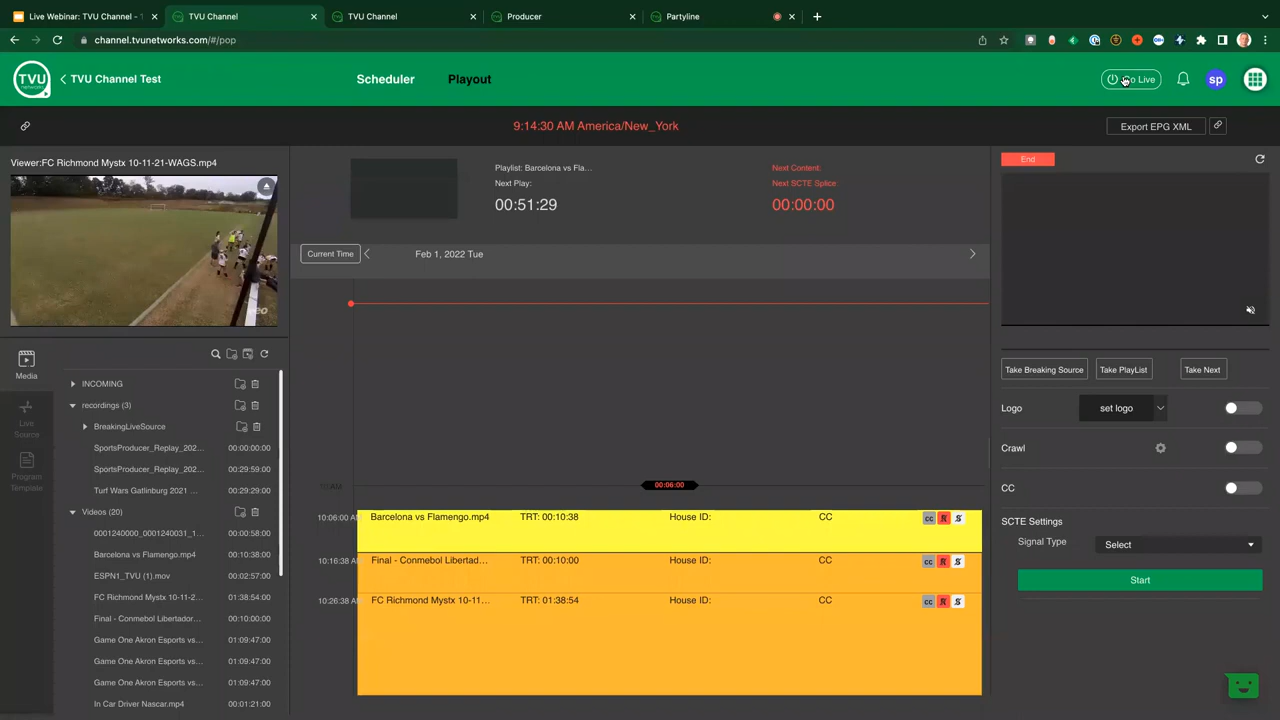 Live Webinar: TVU Channel -
TVU Channel
TVU Channel
Producer
Partyline
channel.tvunetworks.com/#/pop
TVU networks
TVU Channel Test
Scheduler
Playout
Go Live
sp
9:14:30 AM America/New_York
Export EPG XML
Viewer:FC Richmond Mystx 10-11-21-WAGS.mp4
Playlist: Barcelona vs Fla...
Next Play:
00:51:29
Next Content:
Next SCTE Splice:
00:00:00
End
Current Time
Feb 1, 2022 Tue
Media
Live Source
Program Template
INCOMING
recordings (3)
BreakingLiveSource
SportsProducer_Replay_202... 00:00:00:00
SportsProducer_Replay_202... 00:29:59:00
Turf Wars Gatlinburg 2021 ... 00:29:29:00
Videos (20)
0001240000_0001240031_1... 00:00:58:00
Barcelona vs Flamengo.mp4 00:10:38:00
ESPN1_TVU (1).mov 00:02:57:00
FC Richmond Mystx 10-11-2... 01:38:54:00
Final - Conmebol Libertador... 00:10:00:00
Game One Akron Esports vs... 01:09:47:00
Game One Akron Esports vs... 01:09:47:00
Game One Akron Esports vs... 01:09:47:00
In Car Driver Nascar.mp4 00:01:21:00
10AM
00:06:00
10:06:00 AM Barcelona vs Flamengo.mp4 TRT: 00:10:38 House ID: CC cc R S
10:16:38 AM Final - Conmebol Libertad... TRT: 00:10:00 House ID: CC cc R S
10:26:38 AM FC Richmond Mystx 10-11... TRT: 01:38:54 House ID: CC cc R S
Take Breaking Source
Take PlayList
Take Next
Logo
set logo
Crawl
CC
SCTE Settings
Signal Type
Select
Start